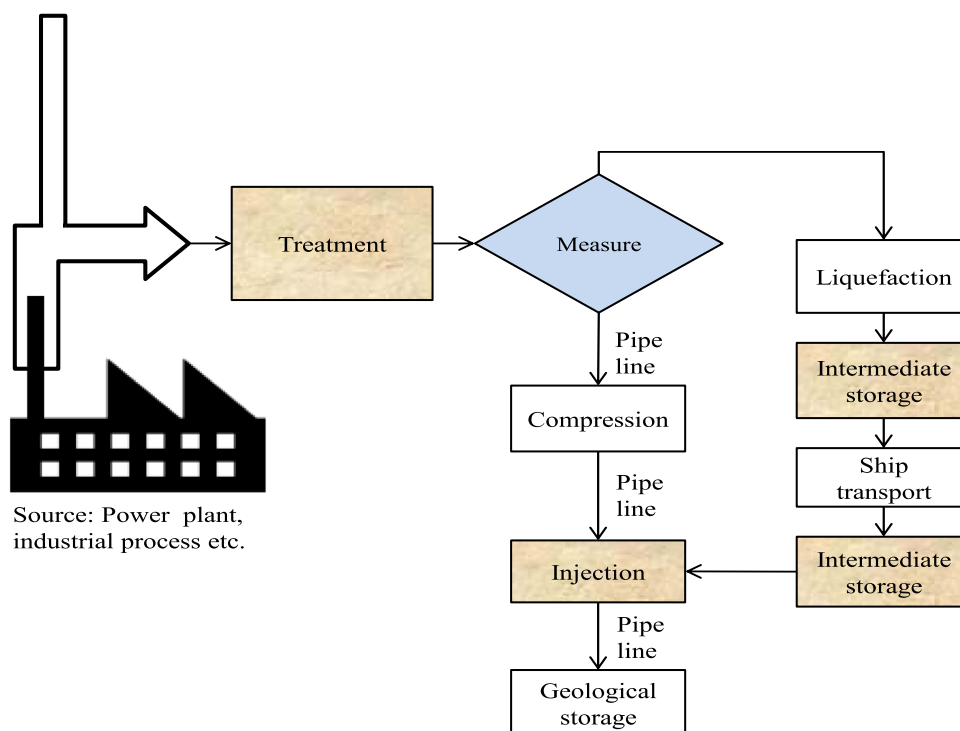 Treatment
Measure
Liquefaction
Pipe
line
Intermediate
storage
Compression
Ship
transport
Pipe
line
Source: Power plant,
industrial process etc.
Injection
Intermediate
storage
Pipe
line
Geological
storage